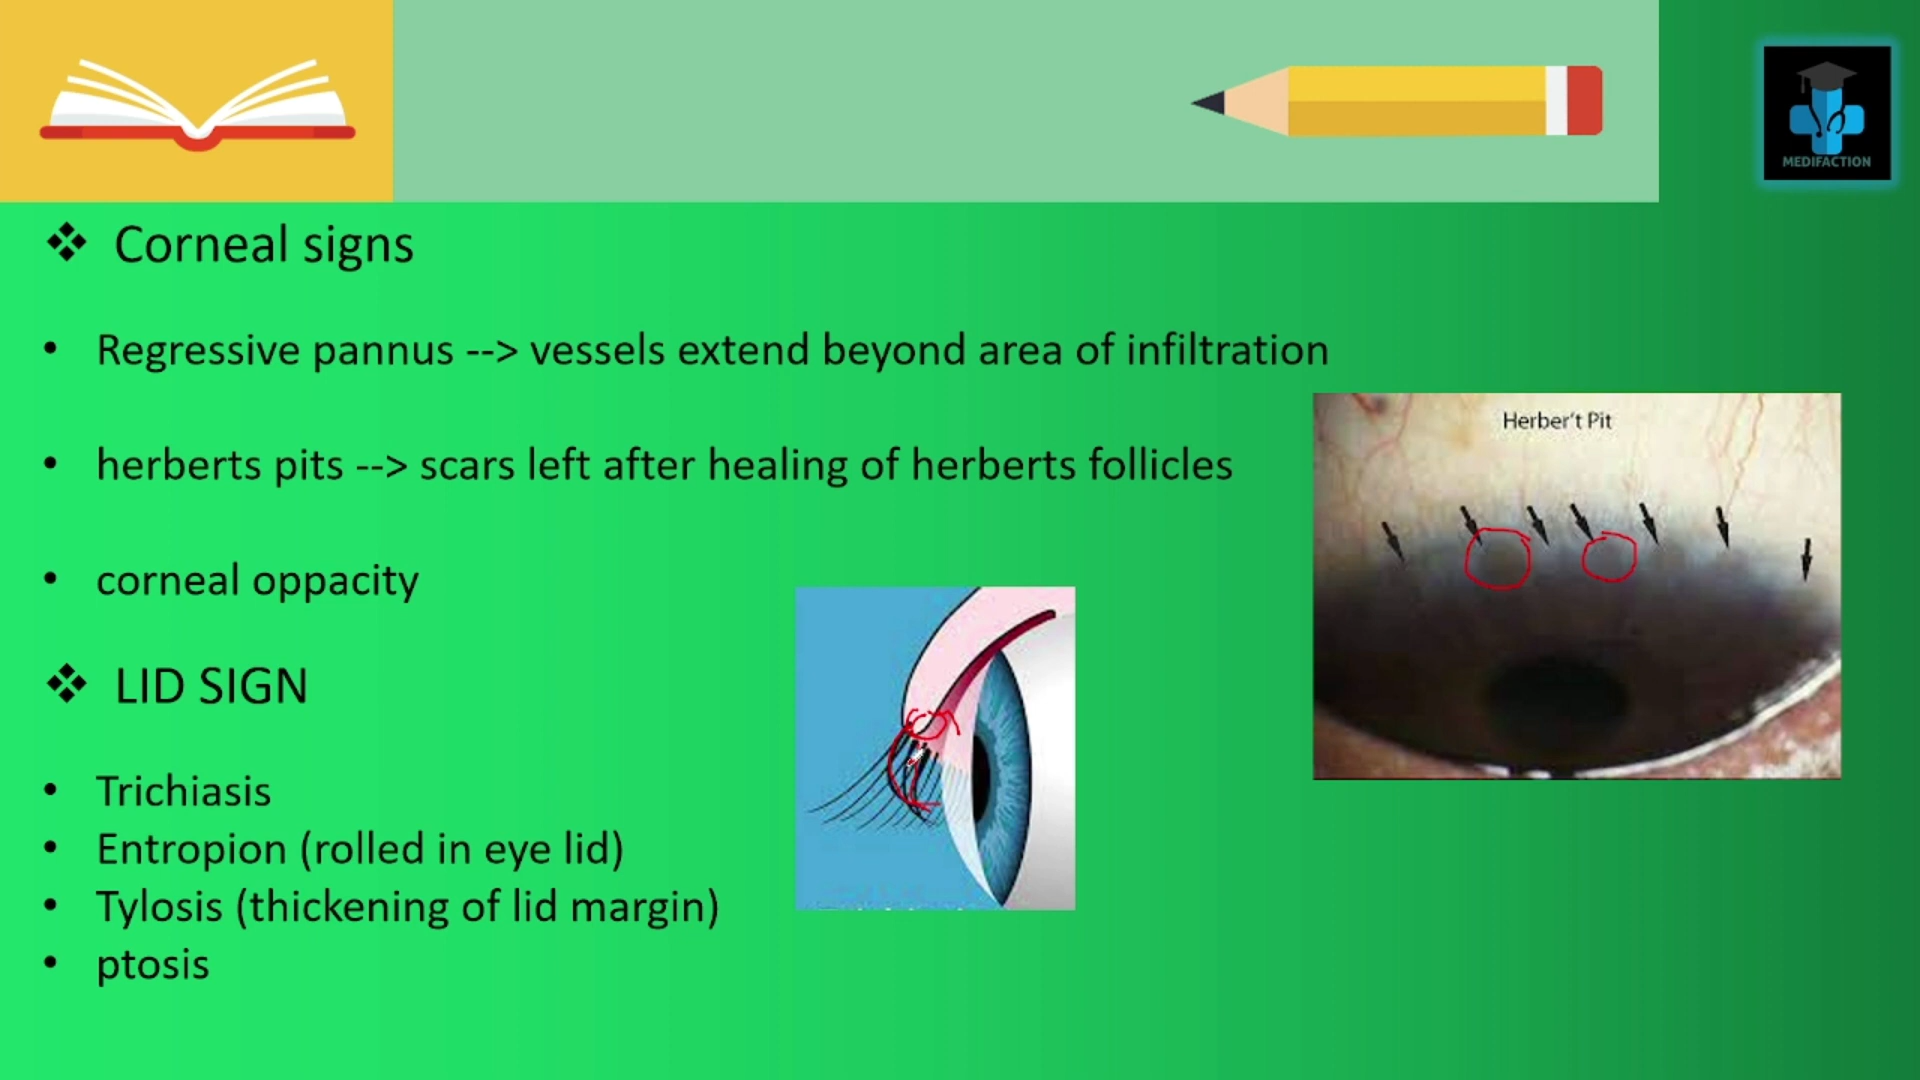 MEDIFACTION
❖ Corneal signs
• Regressive pannus --> vessels extend beyond area of infiltration
Herber't Pit
• herberts pits --> scars left after healing of herberts follicles
• corneal oppacity
❖ LID SIGN
• Trichiasis
• Entropion (rolled in eye lid)
• Tylosis (thickening of lid margin)
• ptosis